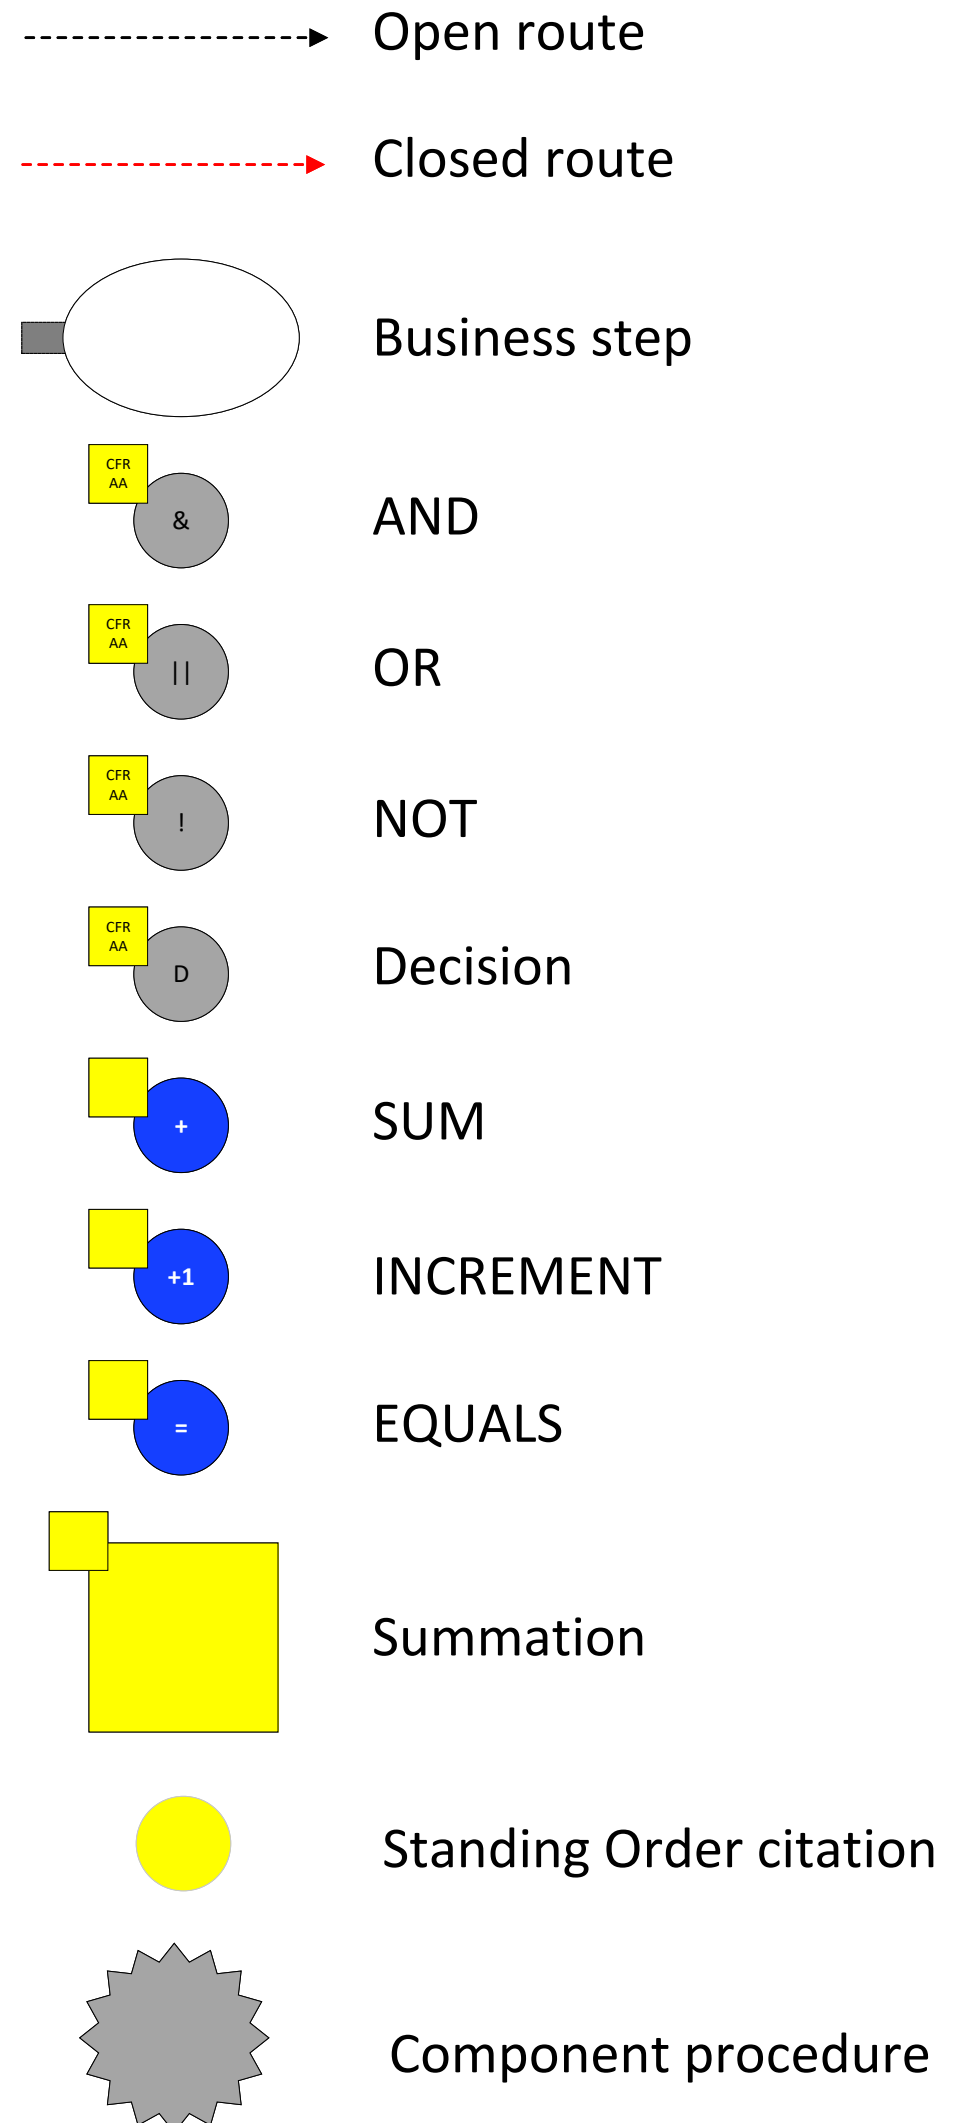 Open route
Closed route
Business step
CFR
AA
&
AND
CFR
AA
||
OR
CFR
AA
!
NOT
CFR
AA
D
Decision
+
SUM
+1
INCREMENT
=
EQUALS
Summation
Standing Order citation
Component procedure